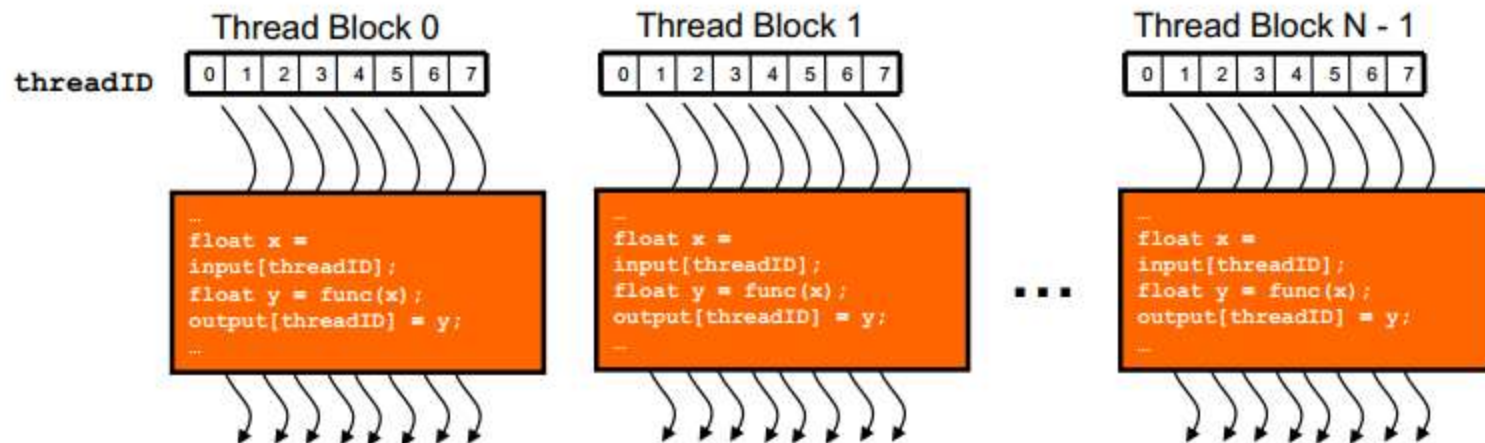 Thread Block 0
Thread Block 1
Thread Block N - 1
threadID
0 1 2 3 4 5 6 7
0 1 2 3 4 5 6 7
0 1 2 3 4 5 6 7
…
float x =
input[threadID];
float y = func(x);
output[threadID] = y;
…
…
float x =
input[threadID];
float y = func(x);
output[threadID] = y;
…
...
…
float x =
input[threadID];
float y = func(x);
output[threadID] = y;
…